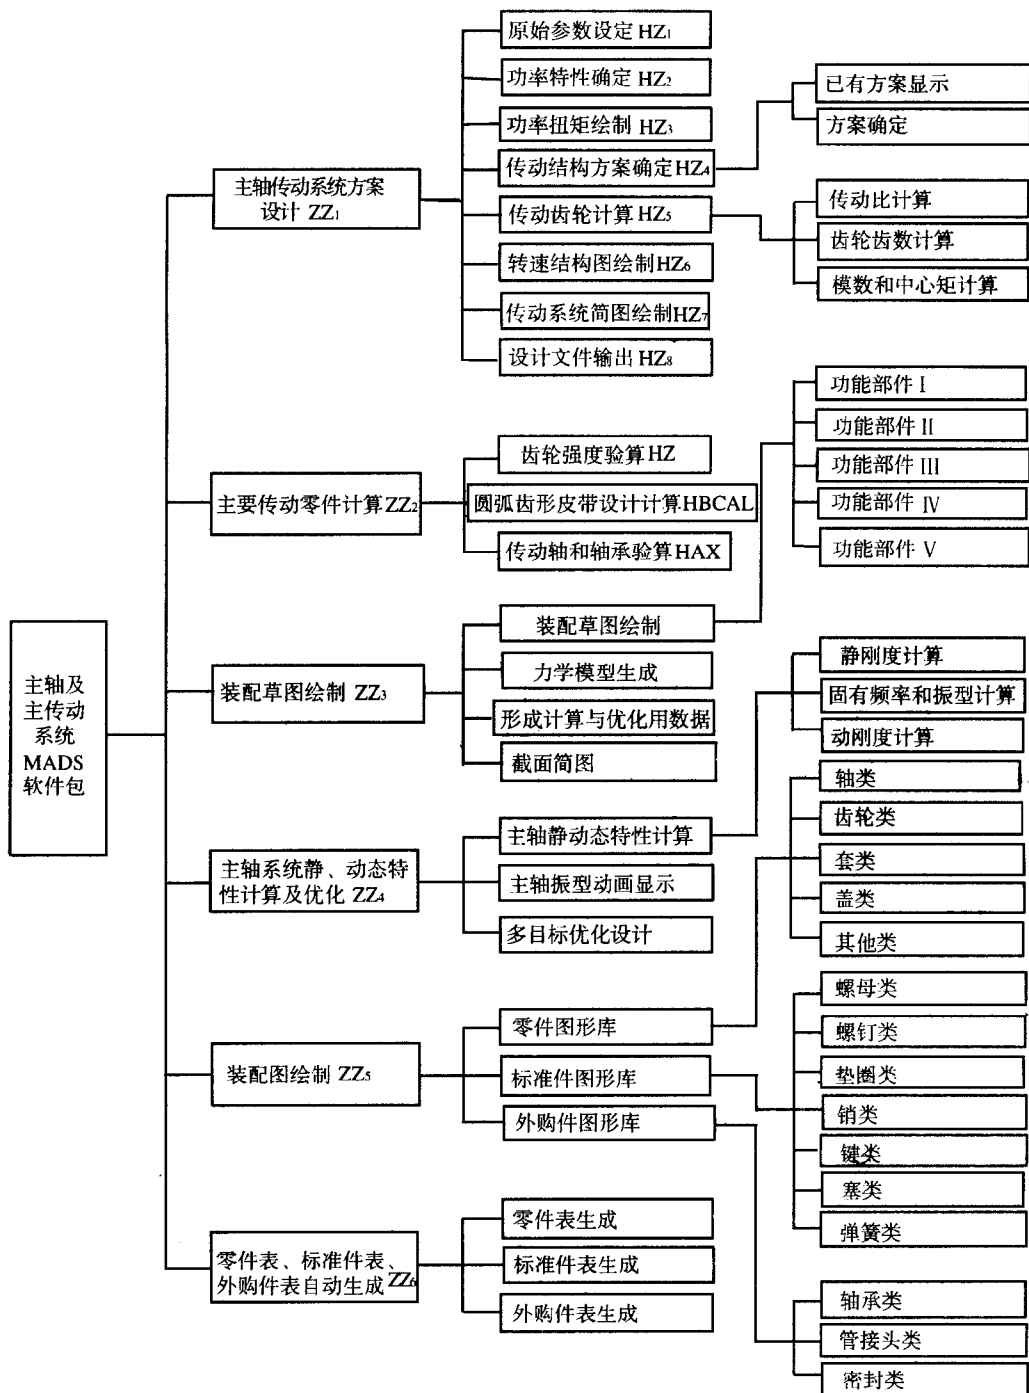 主轴及
主传动
系统
MADS
软件包
主轴传动系统方案
设计 ZZ₁
原始参数设定 HZ₁
功率特性确定 HZ₂
功率扭矩绘制 HZ₃
传动结构方案确定HZ₄
已有方案显示
方案确定
传动齿轮计算 HZ₅
传动比计算
齿轮齿数计算
模数和中心矩计算
转速结构图绘制HZ₆
传动系统简图绘制HZ₇
设计文件输出 HZ₈
主要传动零件计算 ZZ₂
齿轮强度验算HZ
圆弧齿形皮带设计计算HBCAL
传动轴和轴承验算 HAX
装配草图绘制 ZZ₃
装配草图绘制
功能部件 I
功能部件 II
功能部件 III
功能部件 IV
功能部件 V
力学模型生成
形成计算与优化用数据
截面简图
主轴系统静、动态特
性计算及优化 ZZ₄
主轴静动态特性计算
静刚度计算
固有频率和振型计算
动刚度计算
主轴振型动画显示
多目标优化设计
装配图绘制 ZZ₅
零件图形库
轴类
齿轮类
套类
盖类
其他类
标准件图形库
螺母类
螺钉类
垫圈类
销类
键类
塞类
弹簧类
外购件图形库
轴承类
管接头类
密封类
零件表、标准件表、
外购件表自动生成 ZZ₆
零件表生成
标准件表生成
外购件表生成